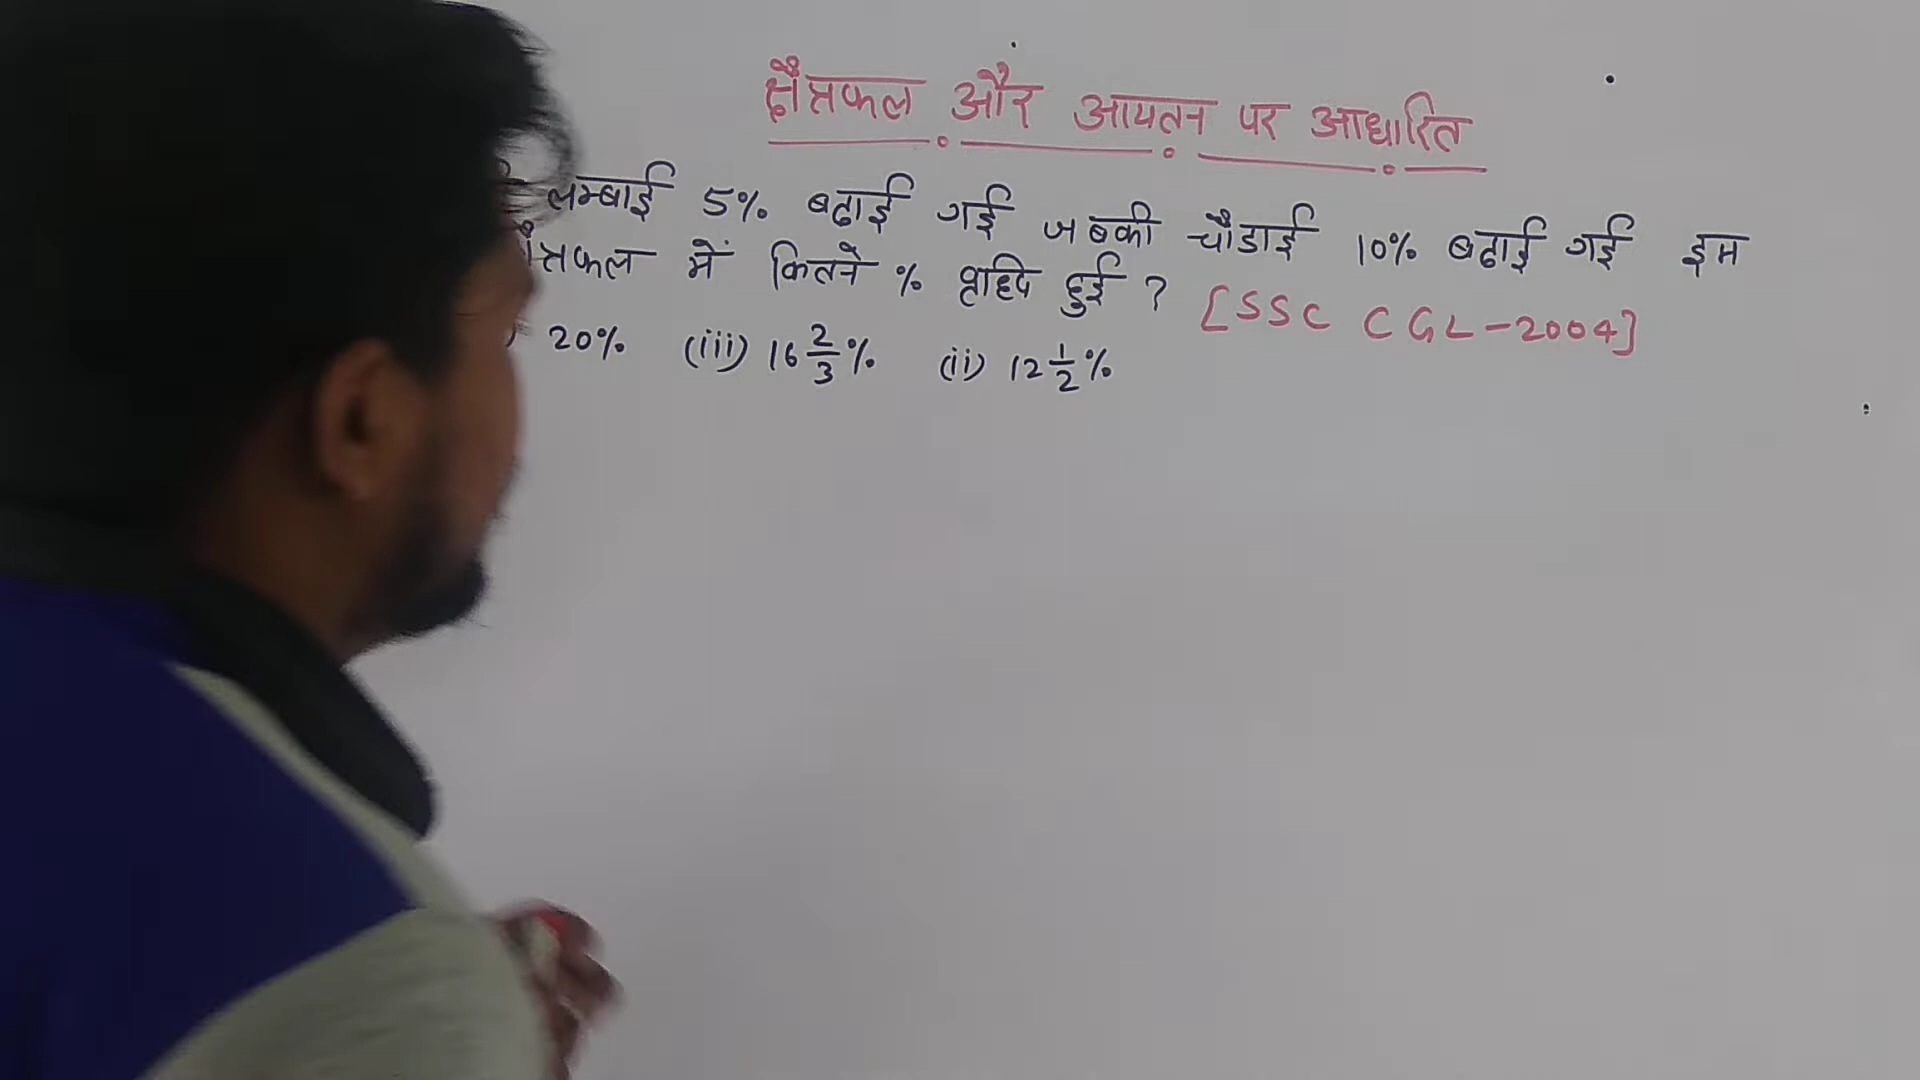 क्षैत्रफल और आयतन पर आधारित
लम्बाई 5% बढाई गई जबकी चौडाई 10% बढाई गई इस
में कितने % वृद्धि हुई ? [SSC CGL-2004]
20% (iii) 16 2/3 % (ii) 12 1/2 %